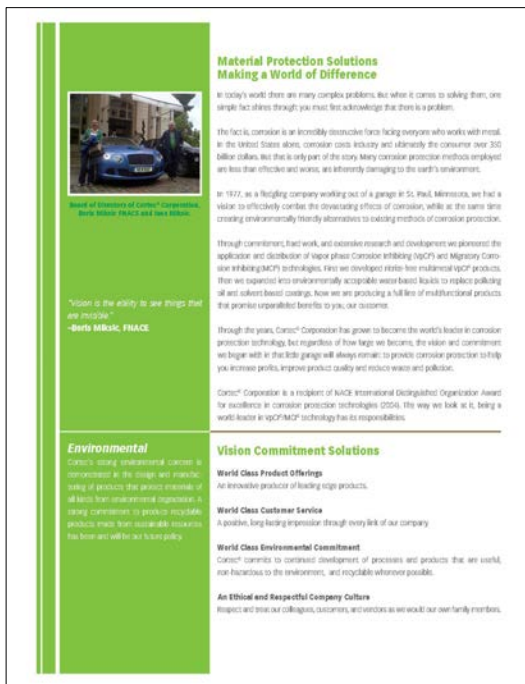 Material Protection Solutions
Making a World of Difference
In today's world there are many complex problems. But when it comes to solving them, one
simple fact shines through: you must first acknowledge that there is a problem.
The fact is, corrosion is an incredibly destructive force facing everyone who works with metal.
In the United States alone, corrosion costs industry and ultimately the consumer over 350
billion dollars. But that is only part of the story. Many corrosion protection methods employed
are less than effective and worse, are inherently damaging to the earth's environment.
In 1977, as a fledgling company working out of a garage in St. Paul, Minnesota, we had a
vision to effectively combat the devastating effects of corrosion, while at the same time
creating environmentally friendly alternatives to existing methods of corrosion protection.
Through commitment, hard work, and extensive research and development we pioneered the
application and distribution of Vapor phase Corrosion Inhibiting (VpCI®) and Migratory Corro-
sion Inhibiting (MCI®) technologies. First we developed nitrite-free multimetal VpCI® products.
Then we expanded into environmentally acceptable water-based liquids to replace polluting
oil and solvent-based coatings. Now we are producing a full line of multifunctional products
that promise unparalleled benefits to you, our customer.
Through the years, Cortec® Corporation has grown to become the world's leader in corrosion
protection technology, but regardless of how large we become, the vision and commitment
we began with in that little garage will always remain: to provide corrosion protection to help
you increase profits, improve product quality and reduce waste and pollution.
Cortec® Corporation is a recipient of NACE International Distinguished Organization Award
for excellence in corrosion protection technologies (2004). The way we look at it, being a
world leader in VpCI®/MCI® technology has its responsibilities.
Board of Directors of Cortec® Corporation,
Boris Miksic FNACE and Ivana Miksic.
"Vision is the ability to see things that
are invisible."
–Boris Miksic, FNACE
Environmental
Cortec's strong environmental concern is
demonstrated in the design and manufac-
turing of products that protect materials of
all kinds from environmental degradation. A
strong commitment to produce recyclable
products made from sustainable resources
has been and will be our future policy.
Vision Commitment Solutions
World Class Product Offerings
An innovative producer of leading edge products.
World Class Customer Service
A positive, long-lasting impression through every link of our company.
World Class Environmental Commitment
Cortec® commits to continued development of processes and products that are useful,
non-hazardous to the environment, and recyclable wherever possible.
An Ethical and Respectful Company Culture
Respect and treat our colleagues, customers, and vendors as we would our own family members.